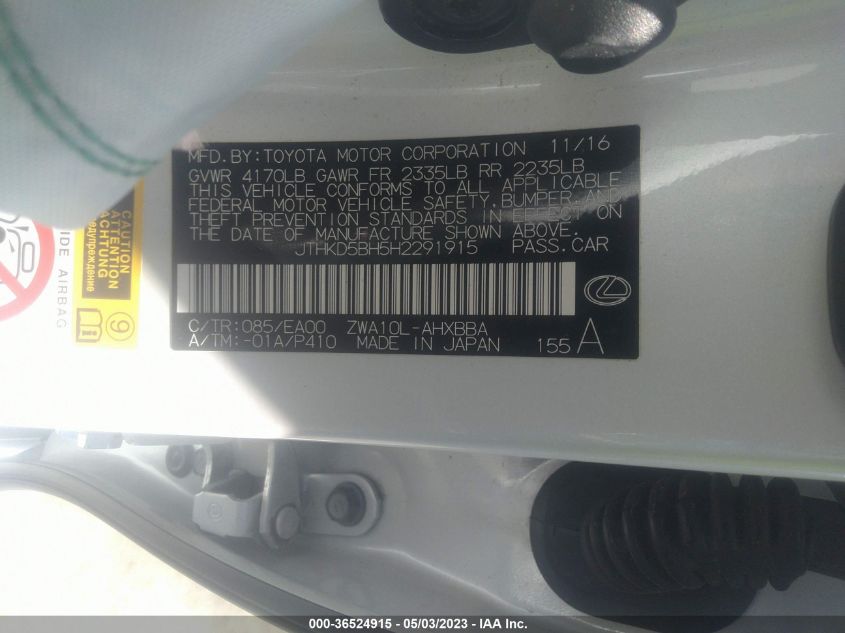 MFD.BY:TOYOTA MOTOR CORPORATION 11/16
GVWR 4170LB GAWR FR 2335LB RR 2235LB
THIS VEHICLE CONFORMS TO ALL APPLICABLE
FEDERAL MOTOR VEHICLE SAFETY,BUMPER,AND
THEFT PREVENTION STANDARDS IN EFFECT ON
THE DATE OF MANUFACTURE SHOWN ABOVE.
JTHKD5BH5H2291915 PASS.CAR
C/TR:085/EA00 ZWA10L-AHXBBA
A/TM:-01A/P410 MADE IN JAPAN 155 A
IDE AIRBAG
CAUTION
ATTENTION
ACHTUNG
предупреждение
9
000-36524915 - 05/03/2023 - IAA Inc.